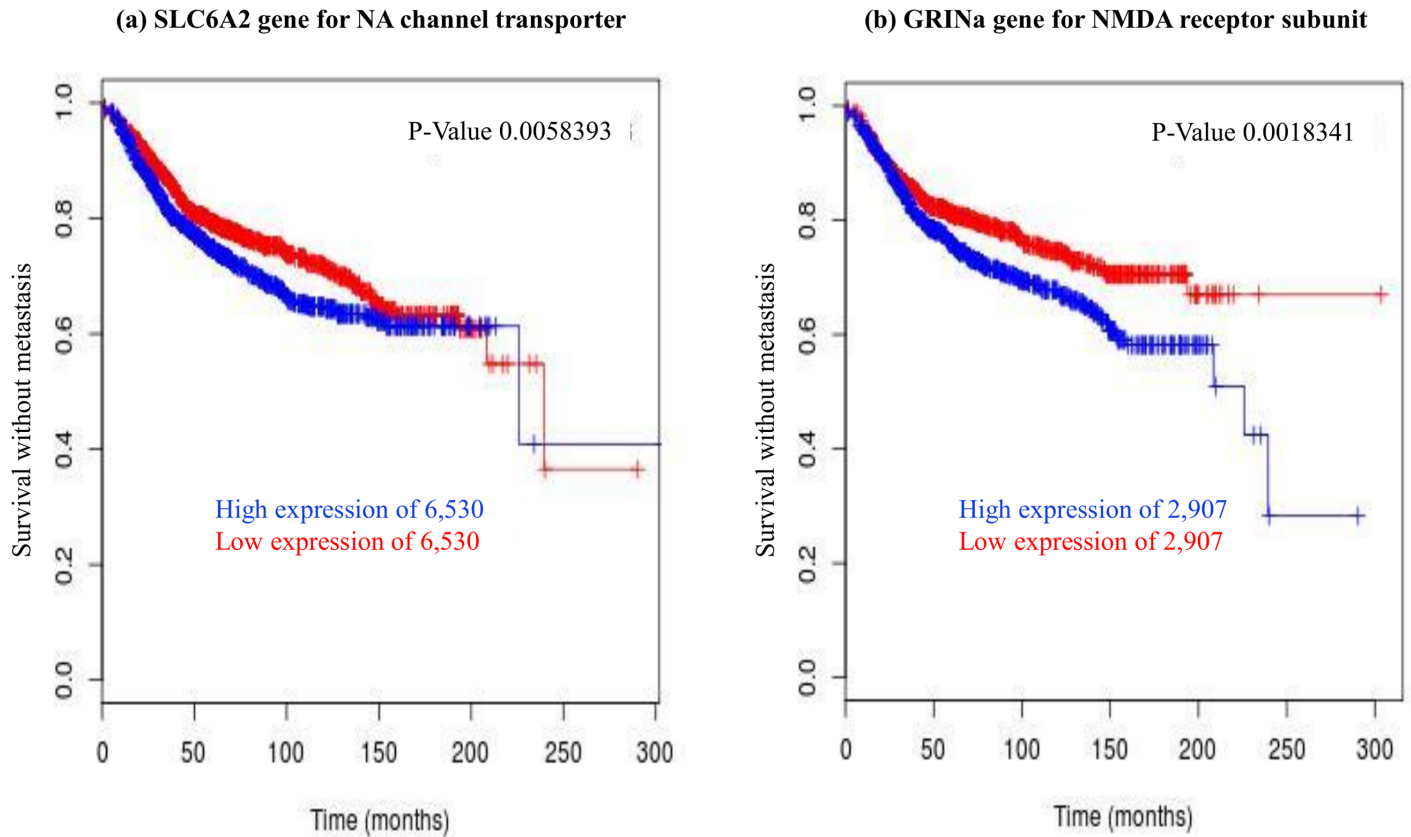 (a) SLC6A2 gene for NA channel transporter
P-Value 0.0058393
Survival without metastasis
1.0
0.8
0.6
0.4
0.2
0.0
High expression of 6,530
Low expression of 6,530
0 50 100 150 200 250 300
Time (months)
(b) GRINa gene for NMDA receptor subunit
P-Value 0.0018341
Survival without metastasis
1.0
0.8
0.6
0.4
0.2
0.0
High expression of 2,907
Low expression of 2,907
0 50 100 150 200 250 300
Time (months)